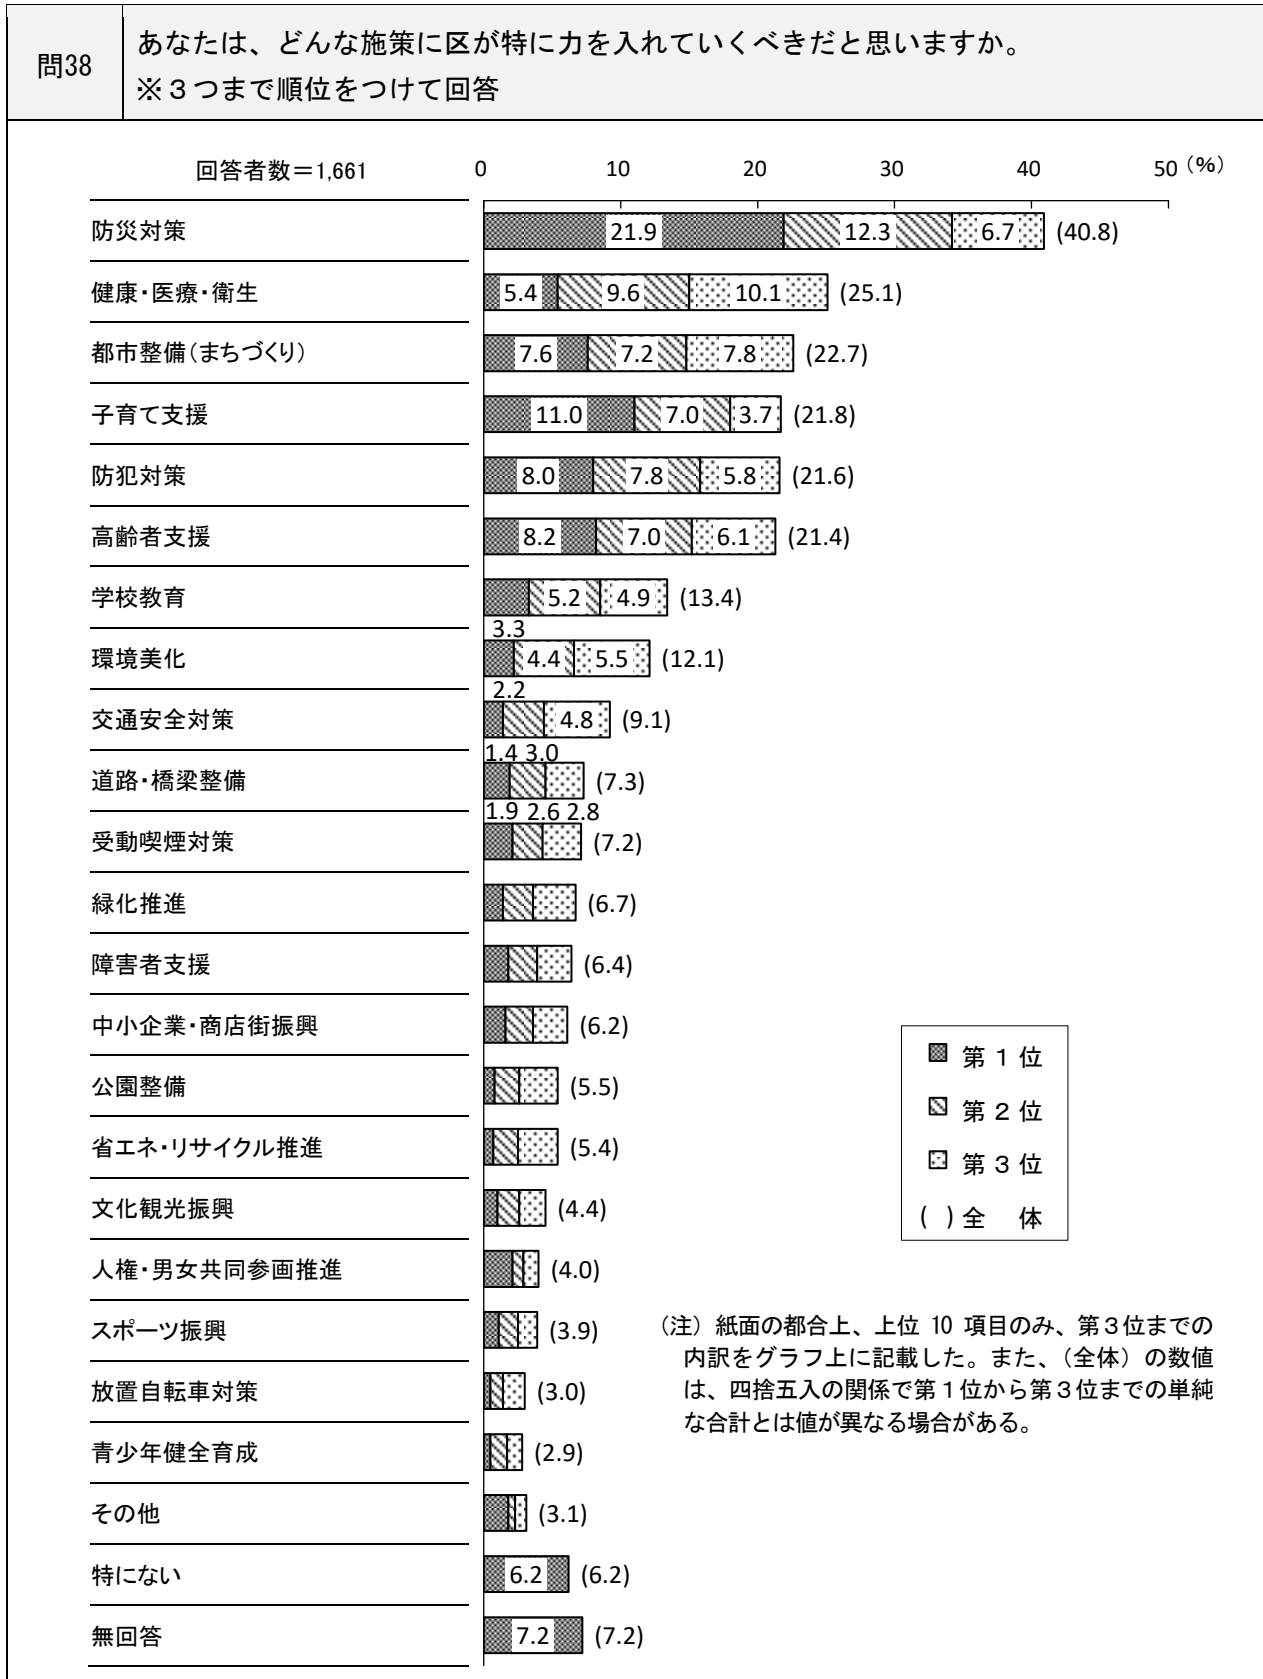 問38
あなたは、どんな施策に区が特に力を入れていくべきだと思いますか。
※３つまで順位をつけて回答
回答者数＝1,661
0 10 20 30 40 50 （%）
防災対策 21.9 12.3 6.7 (40.8)
健康・医療・衛生 5.4 9.6 10.1 (25.1)
都市整備（まちづくり） 7.6 7.2 7.8 (22.7)
子育て支援 11.0 7.0 3.7 (21.8)
防犯対策 8.0 7.8 5.8 (21.6)
高齢者支援 8.2 7.0 6.1 (21.4)
学校教育 5.2 4.9 (13.4)
3.3
環境美化 4.4 5.5 (12.1)
2.2
交通安全対策 4.8 (9.1)
1.4 3.0
道路・橋梁整備 (7.3)
1.9 2.6 2.8
受動喫煙対策 (7.2)
緑化推進 (6.7)
障害者支援 (6.4)
中小企業・商店街振興 (6.2)
公園整備 (5.5)
省エネ・リサイクル推進 (5.4)
文化観光振興 (4.4)
人権・男女共同参画推進 (4.0)
スポーツ振興 (3.9)
放置自転車対策 (3.0)
青少年健全育成 (2.9)
その他 (3.1)
特にない 6.2 (6.2)
無回答 7.2 (7.2)
第１位
第２位
第３位
( )全　体
（注）紙面の都合上、上位 10 項目のみ、第３位までの
内訳をグラフ上に記載した。また、（全体）の数値
は、四捨五入の関係で第１位から第３位までの単純
な合計とは値が異なる場合がある。